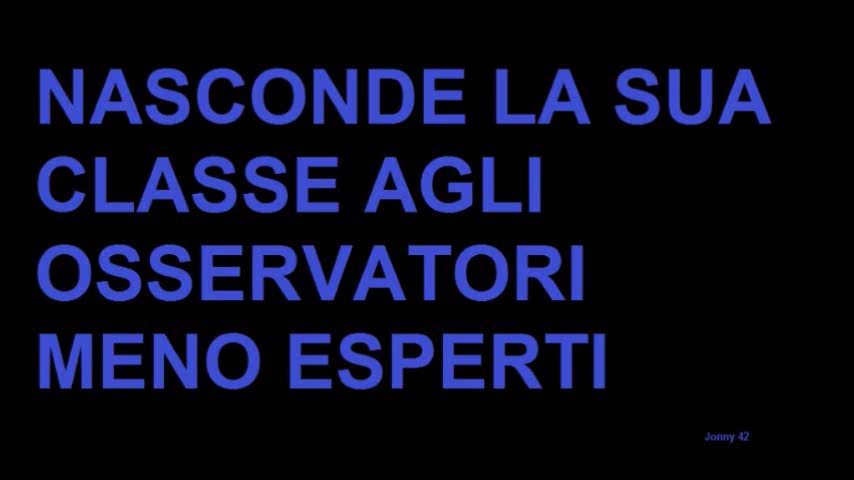 NASCONDE LA SUA
CLASSE AGLI
OSSERVATORI
MENO ESPERTI
Jonny 42